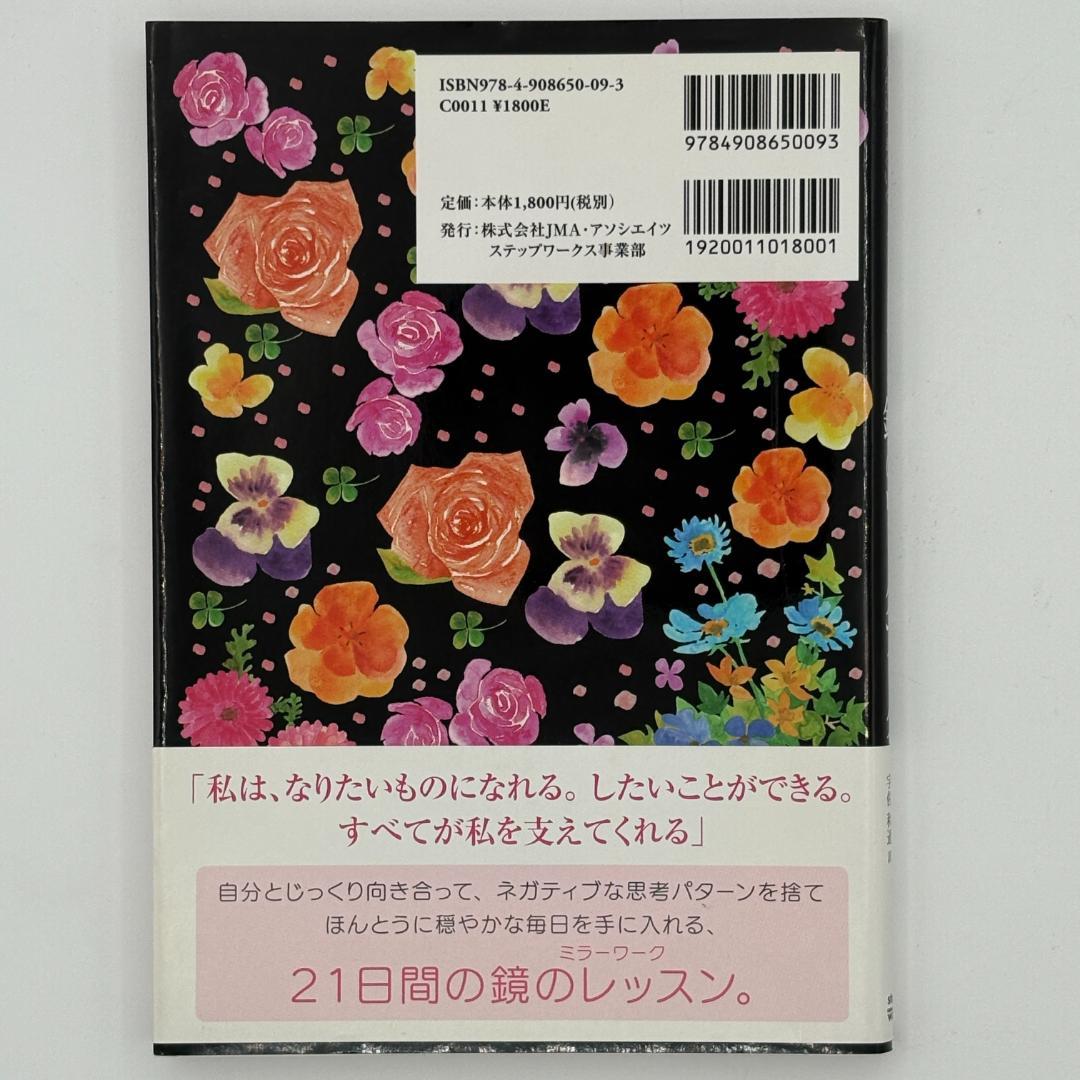 ISBN978-4-908650-09-3
C0011 ¥1800E
9784908650093
定価：本体1,800円(税別)
発行：株式会社JMA・アソシエイツ
ステップワークス事業部
1920011018001
「私は、なりたいものになれる。したいことができる。
すべてが私を支えてくれる」
自分とじっくり向き合って、ネガティブな思考パターンを捨て
ほんとうに穏やかな毎日を手に入れる、
ミラーワーク
21日間の鏡のレッスン。